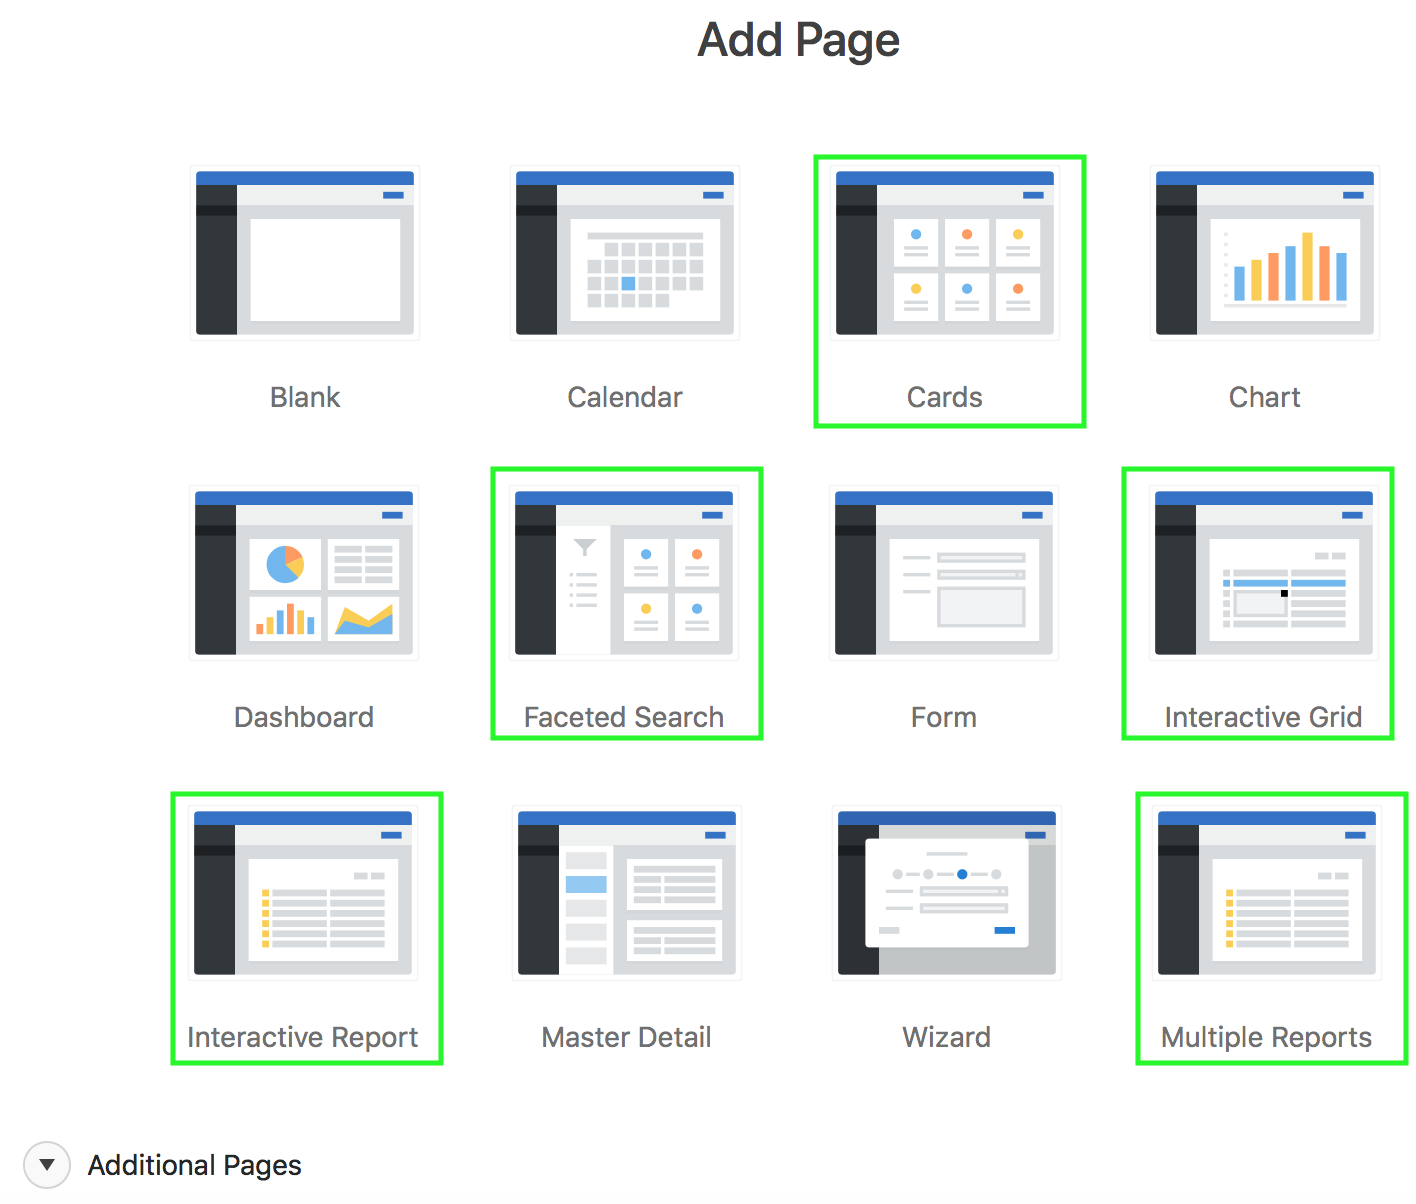 Add Page
Blank
Calendar
Cards
Chart
Dashboard
Faceted Search
Form
Interactive Grid
Interactive Report
Master Detail
Wizard
Multiple Reports
Additional Pages